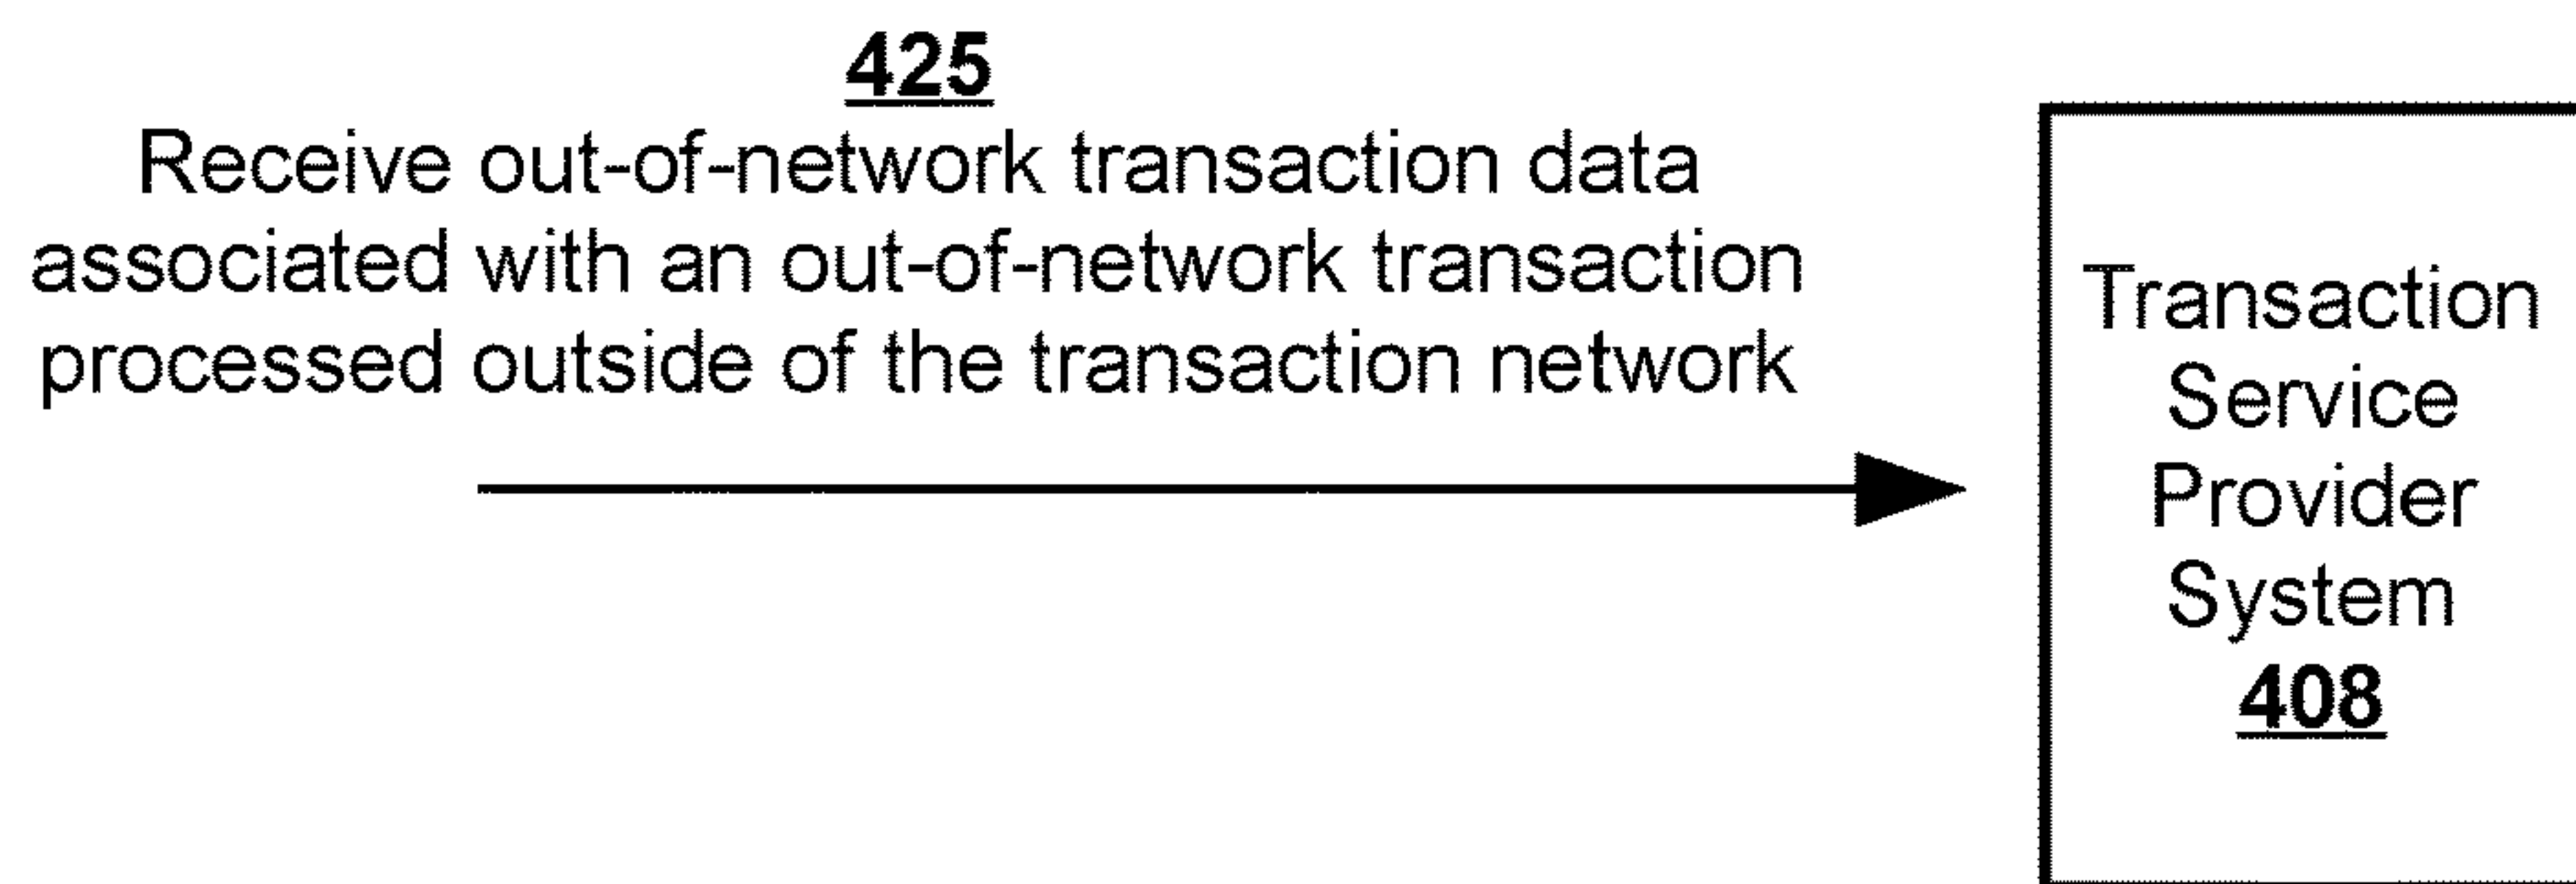 425
Receive out-of-network transaction data
associated with an out-of-network transaction
processed outside of the transaction network
Transaction
Service
Provider
System
408